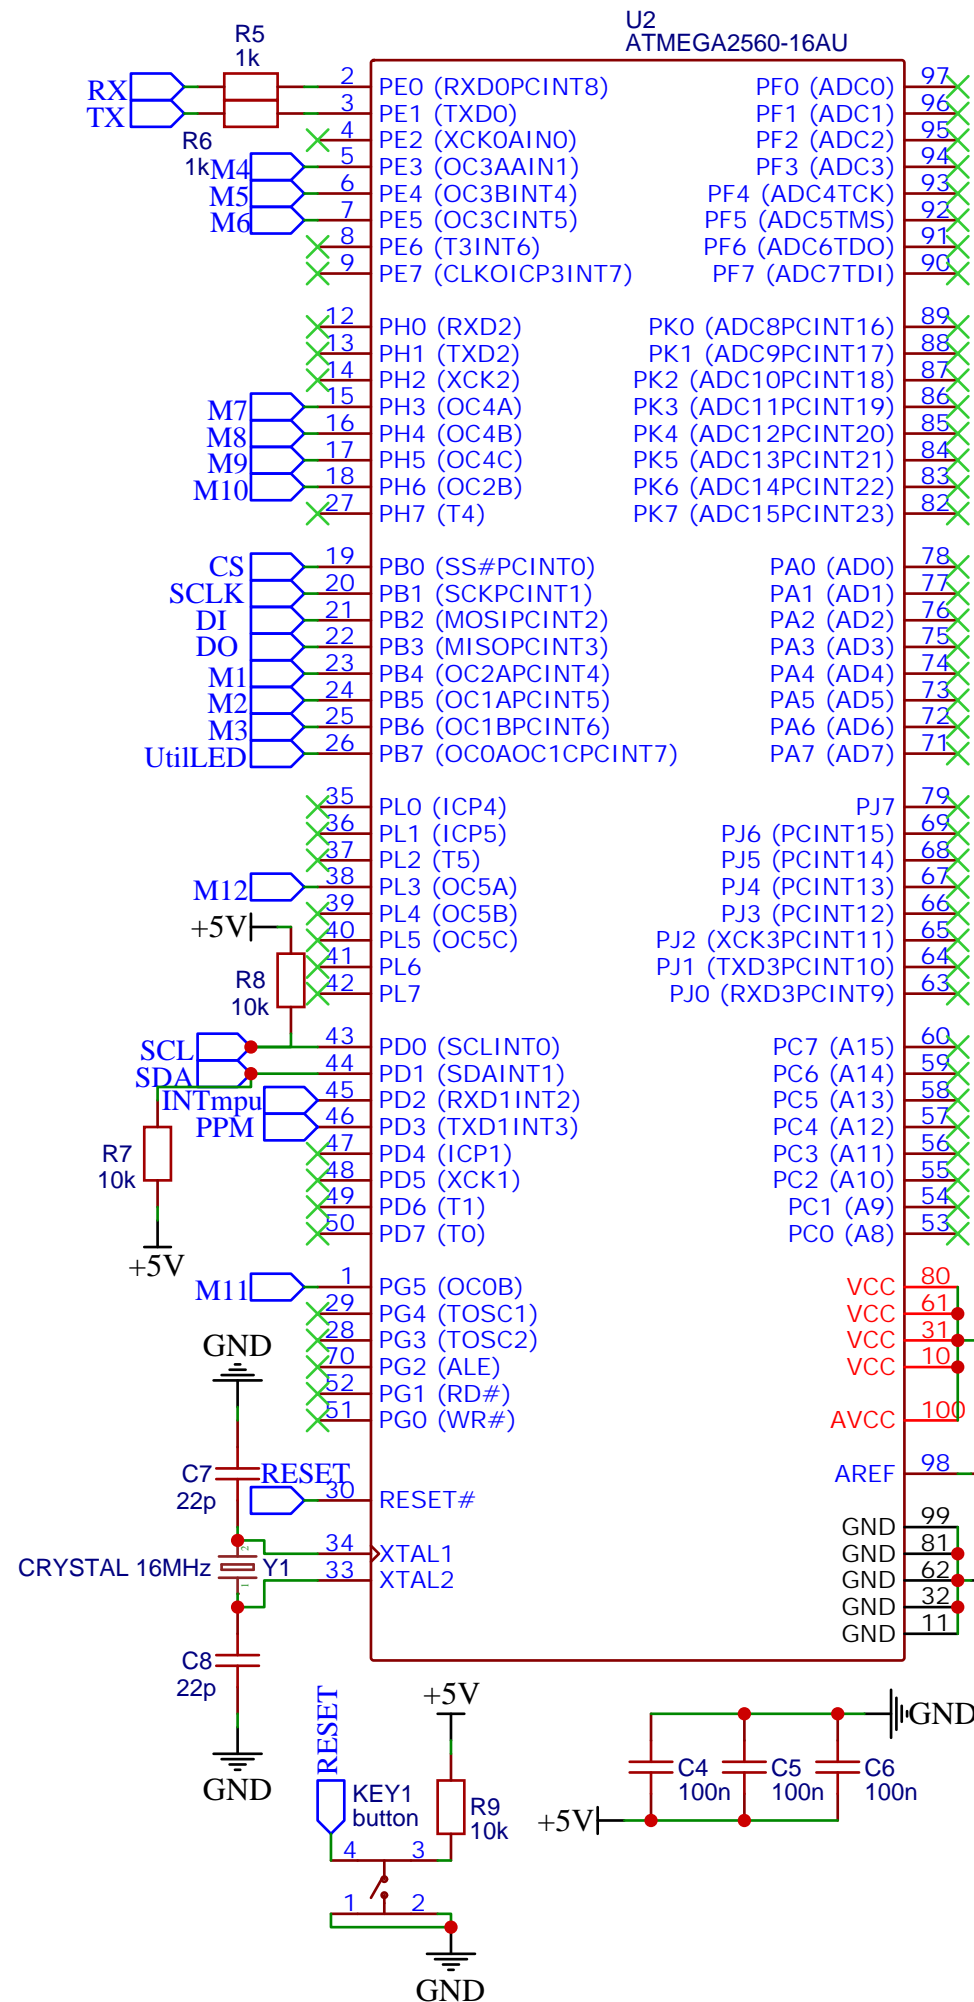 U2
ATMEGA2560-16AU
R5
1k
RX
TX
R6
1k
2 PE0 (RXD0PCINT8)
3 PE1 (TXD0)
4 PE2 (XCK0AIN0)
M4 5 PE3 (OC3AAIN1)
M5 6 PE4 (OC3BINT4)
M6 7 PE5 (OC3CINT5)
8 PE6 (T3INT6)
9 PE7 (CLKOICP3INT7)
12 PH0 (RXD2)
13 PH1 (TXD2)
14 PH2 (XCK2)
M7 15 PH3 (OC4A)
M8 16 PH4 (OC4B)
M9 17 PH5 (OC4C)
M10 18 PH6 (OC2B)
27 PH7 (T4)
CS 19 PB0 (SS#PCINT0)
SCLK 20 PB1 (SCKPCINT1)
DI 21 PB2 (MOSIPCINT2)
DO 22 PB3 (MISOPCINT3)
M1 23 PB4 (OC2APCINT4)
M2 24 PB5 (OC1APCINT5)
M3 25 PB6 (OC1BPCINT6)
UtilLED 26 PB7 (OC0AOC1CPCINT7)
35 PL0 (ICP4)
36 PL1 (ICP5)
37 PL2 (T5)
M12 38 PL3 (OC5A)
39 PL4 (OC5B)
40 PL5 (OC5C)
41 PL6
42 PL7
+5V
R8
10k
SCL 43 PD0 (SCLINT0)
SDA 44 PD1 (SDAINT1)
INTmpu 45 PD2 (RXD1INT2)
PPM 46 PD3 (TXD1INT3)
47 PD4 (ICP1)
48 PD5 (XCK1)
49 PD6 (T1)
50 PD7 (T0)
R7
10k
+5V
M11 1 PG5 (OC0B)
29 PG4 (TOSC1)
28 PG3 (TOSC2)
70 PG2 (ALE)
52 PG1 (RD#)
51 PG0 (WR#)
GND
C7
22p
RESET 30 RESET#
34 XTAL1
33 XTAL2
CRYSTAL 16MHz Y1
2
1
C8
22p
GND
PF0 (ADC0) 97
PF1 (ADC1) 96
PF2 (ADC2) 95
PF3 (ADC3) 94
PF4 (ADC4TCK) 93
PF5 (ADC5TMS) 92
PF6 (ADC6TDO) 91
PF7 (ADC7TDI) 90
PK0 (ADC8PCINT16) 89
PK1 (ADC9PCINT17) 88
PK2 (ADC10PCINT18) 87
PK3 (ADC11PCINT19) 86
PK4 (ADC12PCINT20) 85
PK5 (ADC13PCINT21) 84
PK6 (ADC14PCINT22) 83
PK7 (ADC15PCINT23) 82
PA0 (AD0) 78
PA1 (AD1) 77
PA2 (AD2) 76
PA3 (AD3) 75
PA4 (AD4) 74
PA5 (AD5) 73
PA6 (AD6) 72
PA7 (AD7) 71
PJ7 79
PJ6 (PCINT15) 69
PJ5 (PCINT14) 68
PJ4 (PCINT13) 67
PJ3 (PCINT12) 66
PJ2 (XCK3PCINT11) 65
PJ1 (TXD3PCINT10) 64
PJ0 (RXD3PCINT9) 63
PC7 (A15) 60
PC6 (A14) 59
PC5 (A13) 58
PC4 (A12) 57
PC3 (A11) 56
PC2 (A10) 55
PC1 (A9) 54
PC0 (A8) 53
VCC 80
VCC 61
VCC 31
VCC 10
AVCC 100
AREF 98
GND 99
GND 81
GND 62
GND 32
GND 11
RESET
+5V
KEY1
button
R9
10k
4 3
1 2
GND
GND
C4
100n
C5
100n
C6
100n
+5V